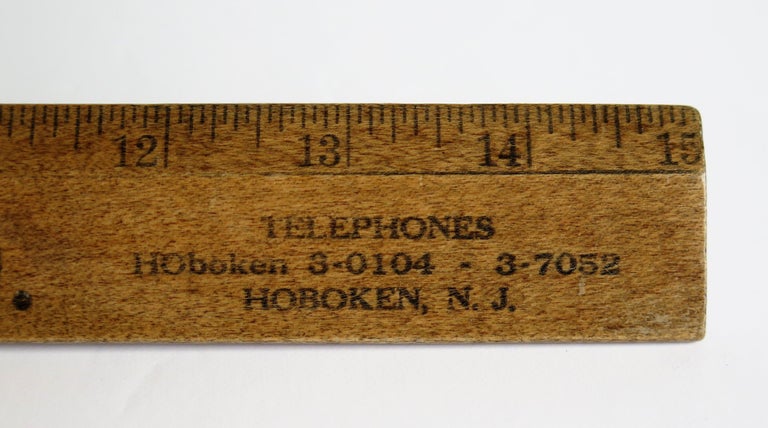 12 13 14 15
TELEPHONES
HOboken 3-0104 - 3-7052
HOBOKEN, N. J.